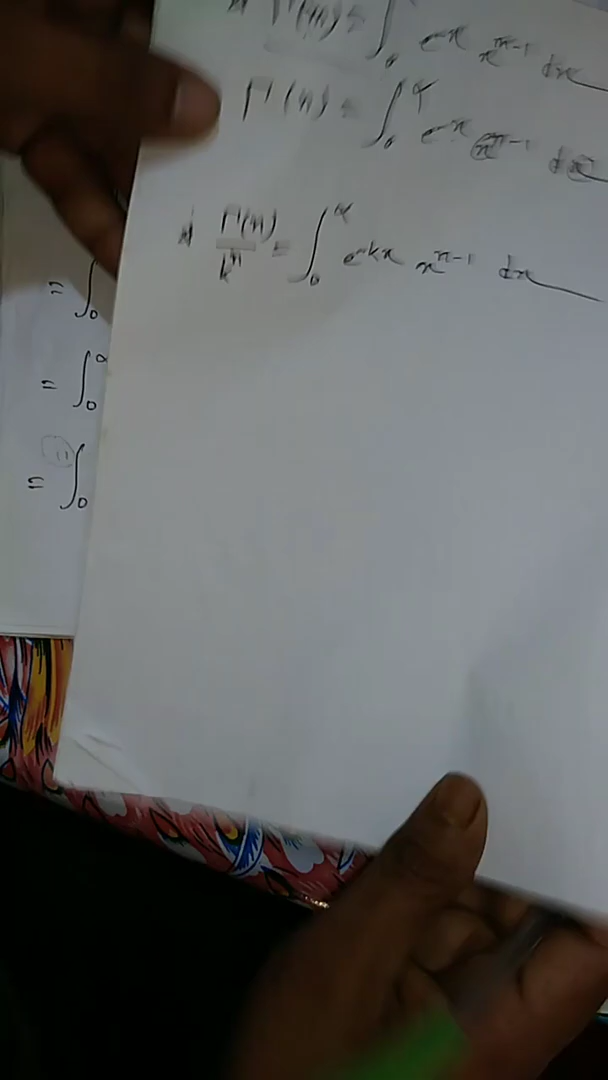 Γ(n) = ∫₀^α e^-x x^n-1 dx
Γ(n) = ∫₀^α e^-x x^n-1 dx
Γ(n)/k^n = ∫₀^α e^-kx x^n-1 dx
= ∫₀
= ∫₀^α
= ∫₀